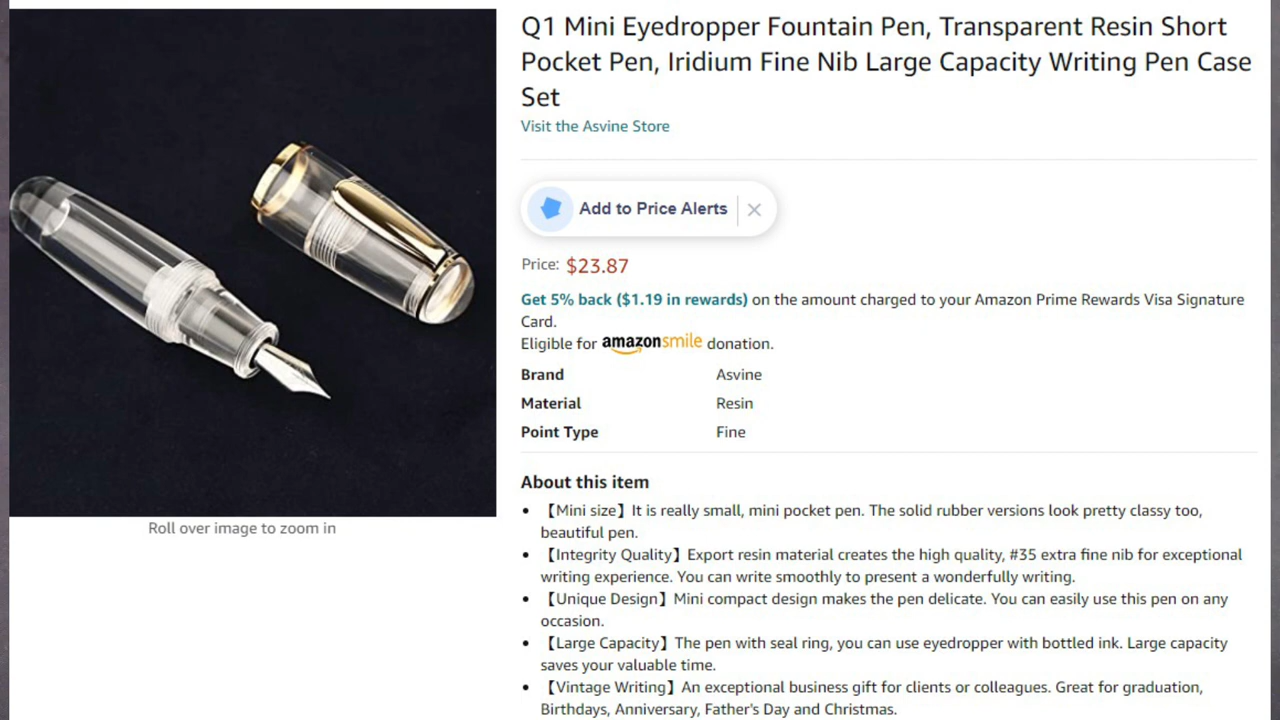 Q1 Mini Eyedropper Fountain Pen, Transparent Resin Short
Pocket Pen, Iridium Fine Nib Large Capacity Writing Pen Case
Set
Visit the Asvine Store
Add to Price Alerts
Price: $23.87
Get 5% back ($1.19 in rewards) on the amount charged to your Amazon Prime Rewards Visa Signature
Card.
Eligible for amazonsmile donation.
Brand Asvine
Material Resin
Point Type Fine
About this item
• 【Mini size】It is really small, mini pocket pen. The solid rubber versions look pretty classy too,
beautiful pen.
• 【Integrity Quality】Export resin material creates the high quality, #35 extra fine nib for exceptional
writing experience. You can write smoothly to present a wonderfully writing.
• 【Unique Design】Mini compact design makes the pen delicate. You can easily use this pen on any
occasion.
• 【Large Capacity】The pen with seal ring, you can use eyedropper with bottled ink. Large capacity
saves your valuable time.
• 【Vintage Writing】An exceptional business gift for clients or colleagues. Great for graduation,
Birthdays, Anniversary, Father's Day and Christmas.
Roll over image to zoom in